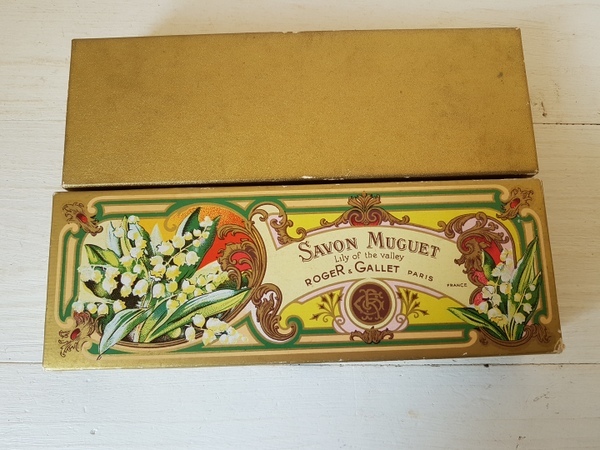 SAVON MUGUET
Lily of the valley
ROGER & GALLET PARIS
FRANCE